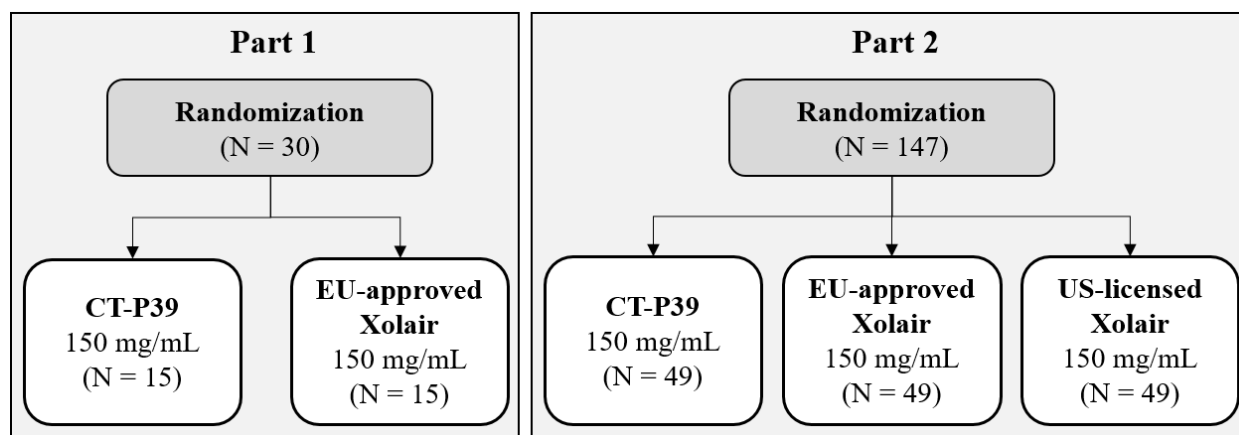 Part 1
Randomization
(N = 30)
CT-P39
150 mg/mL
(N = 15)
EU-approved
Xolair
150 mg/mL
(N = 15)
Part 2
Randomization
(N = 147)
CT-P39
150 mg/mL
(N = 49)
EU-approved
Xolair
150 mg/mL
(N = 49)
US-licensed
Xolair
150 mg/mL
(N = 49)